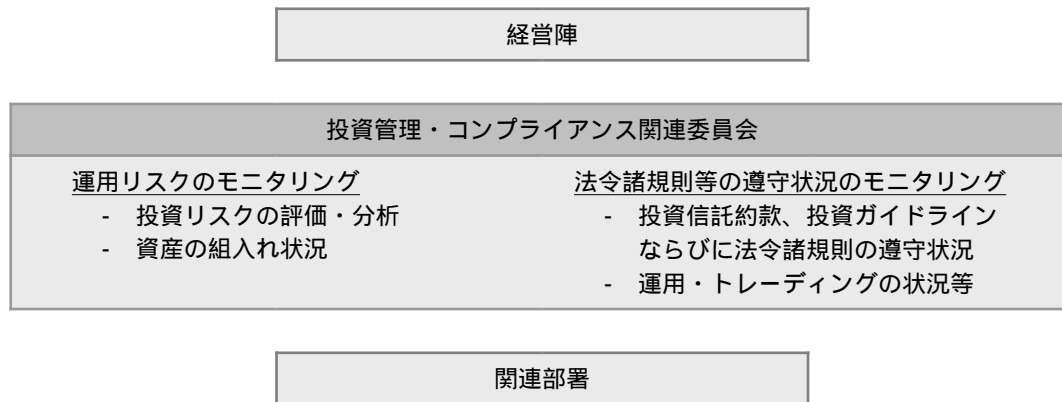 経営陣
投資管理・コンプライアンス関連委員会
運用リスクのモニタリング
- 投資リスクの評価・分析
- 資産の組入れ状況
法令諸規則等の遵守状況のモニタリング
- 投資信託約款、投資ガイドライン
ならびに法令諸規則の遵守状況
- 運用・トレーディングの状況等
関連部署